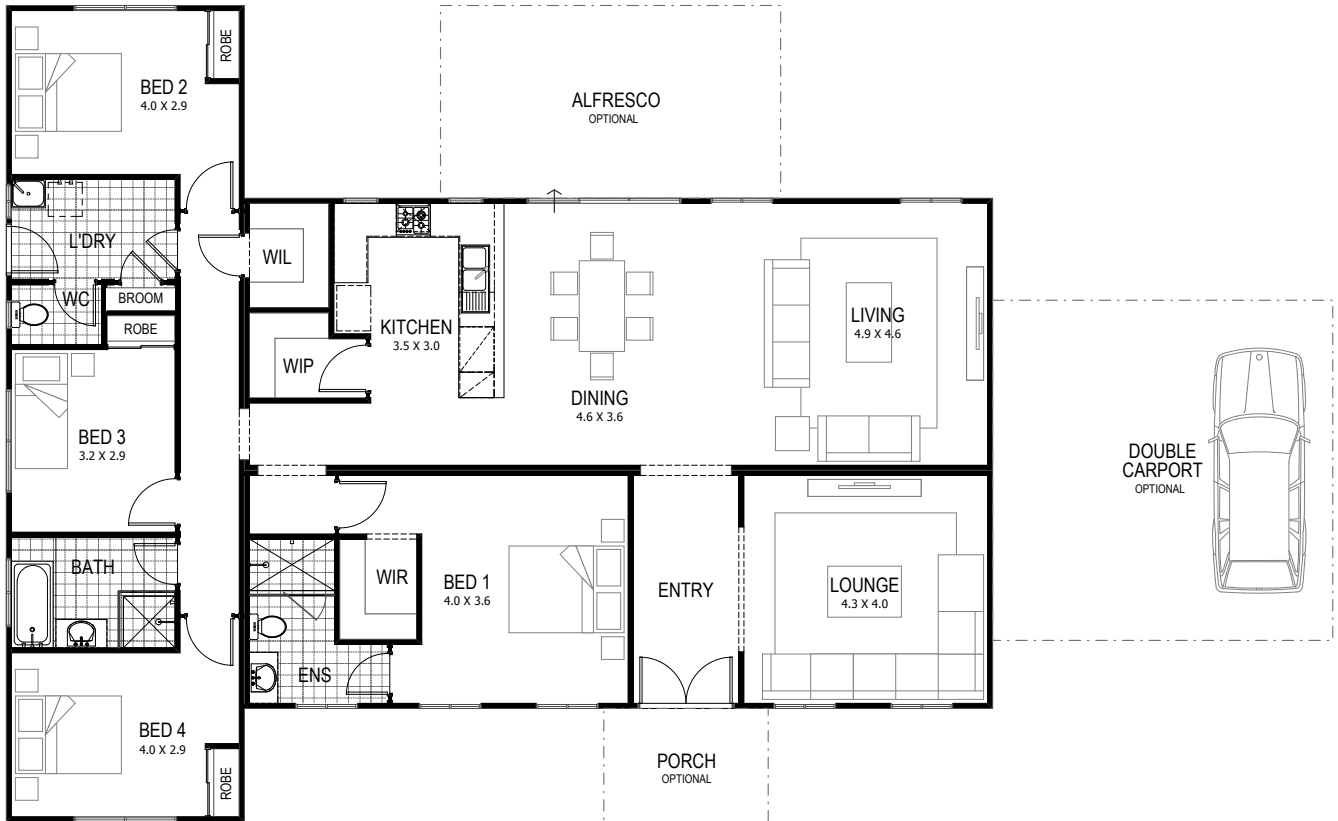 BED 2
4.0 X 2.9
ROBE
ALFRESCO
OPTIONAL
L'DRY
WC
BROOM
ROBE
WIL
WIP
KITCHEN
3.5 X 3.0
DINING
4.6 X 3.6
LIVING
4.9 X 4.6
BED 3
3.2 X 2.9
DOUBLE
CARPORT
OPTIONAL
BATH
WIR
BED 1
4.0 X 3.6
ENTRY
LOUNGE
4.3 X 4.0
ENS
BED 4
4.0 X 2.9
ROBE
PORCH
OPTIONAL